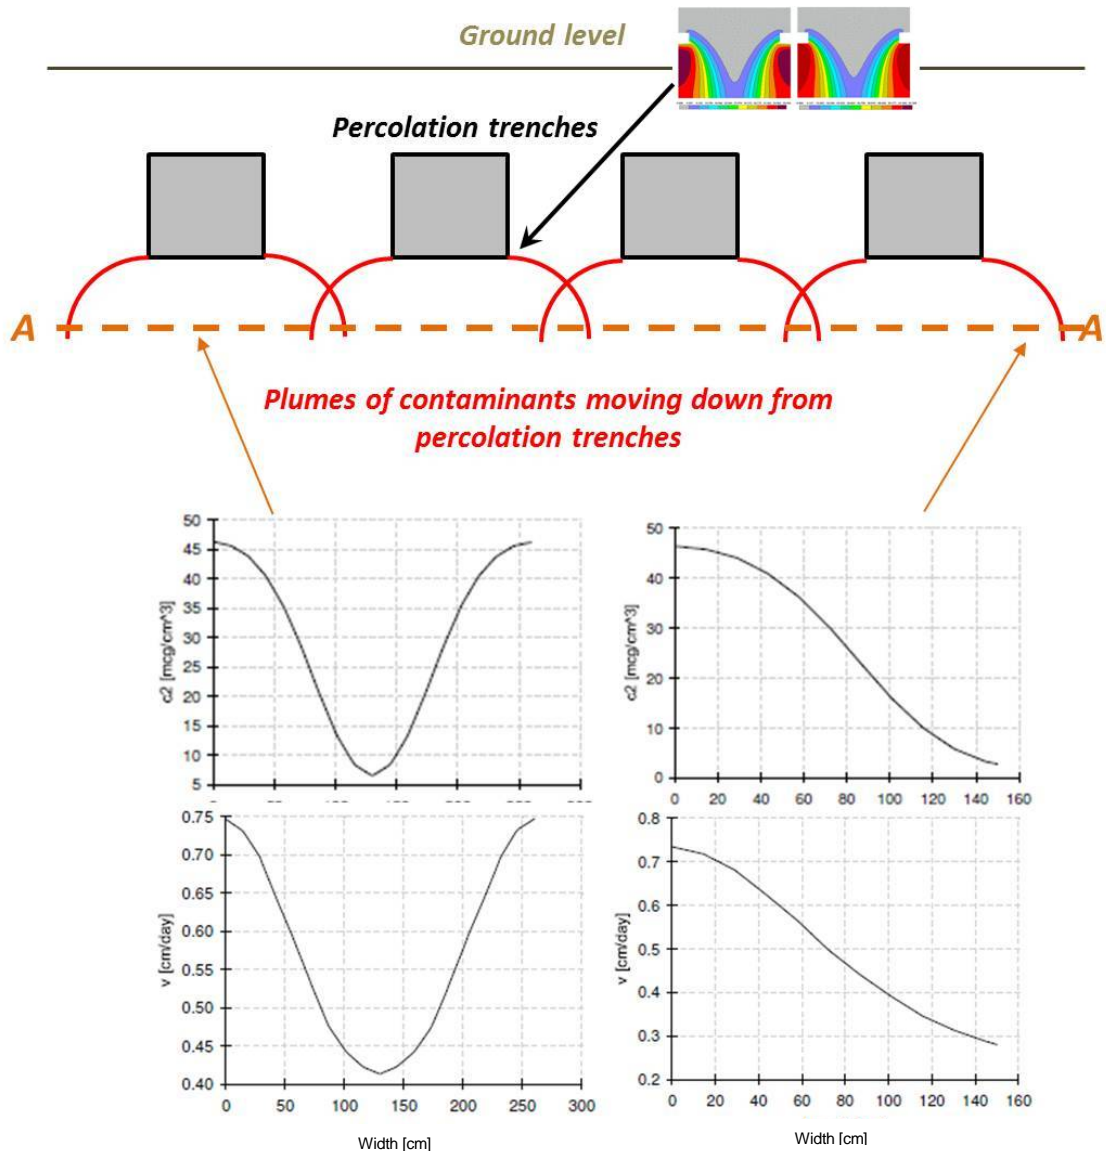 Ground level
Percolation trenches
A
A
Plumes of contaminants moving down from
percolation trenches
50
45
40
35
30
25
20
15
10
5
c2 [mcg/cm^3]
50
40
30
20
10
0
c2 [mcg/cm^3]
0 20 40 60 80 100 120 140 160
0.75
0.70
0.65
0.60
0.55
0.50
0.45
0.40
v [cm/day]
0 50 100 150 200 250 300
Width [cm]
0.8
0.7
0.6
0.5
0.4
0.3
0.2
v [cm/day]
0 20 40 60 80 100 120 140 160
Width [cm]